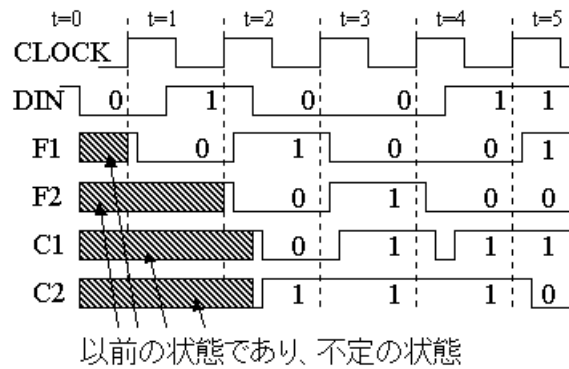 t=0 t=1 t=2 t=3 t=4 t=5
CLOCK
DIN 0 1 0 0 1 1
F1 0 1 0 0 1
F2 0 1 0 0
C1 0 1 1 1
C2 1 1 1 0
以前の状態であり、不定の状態